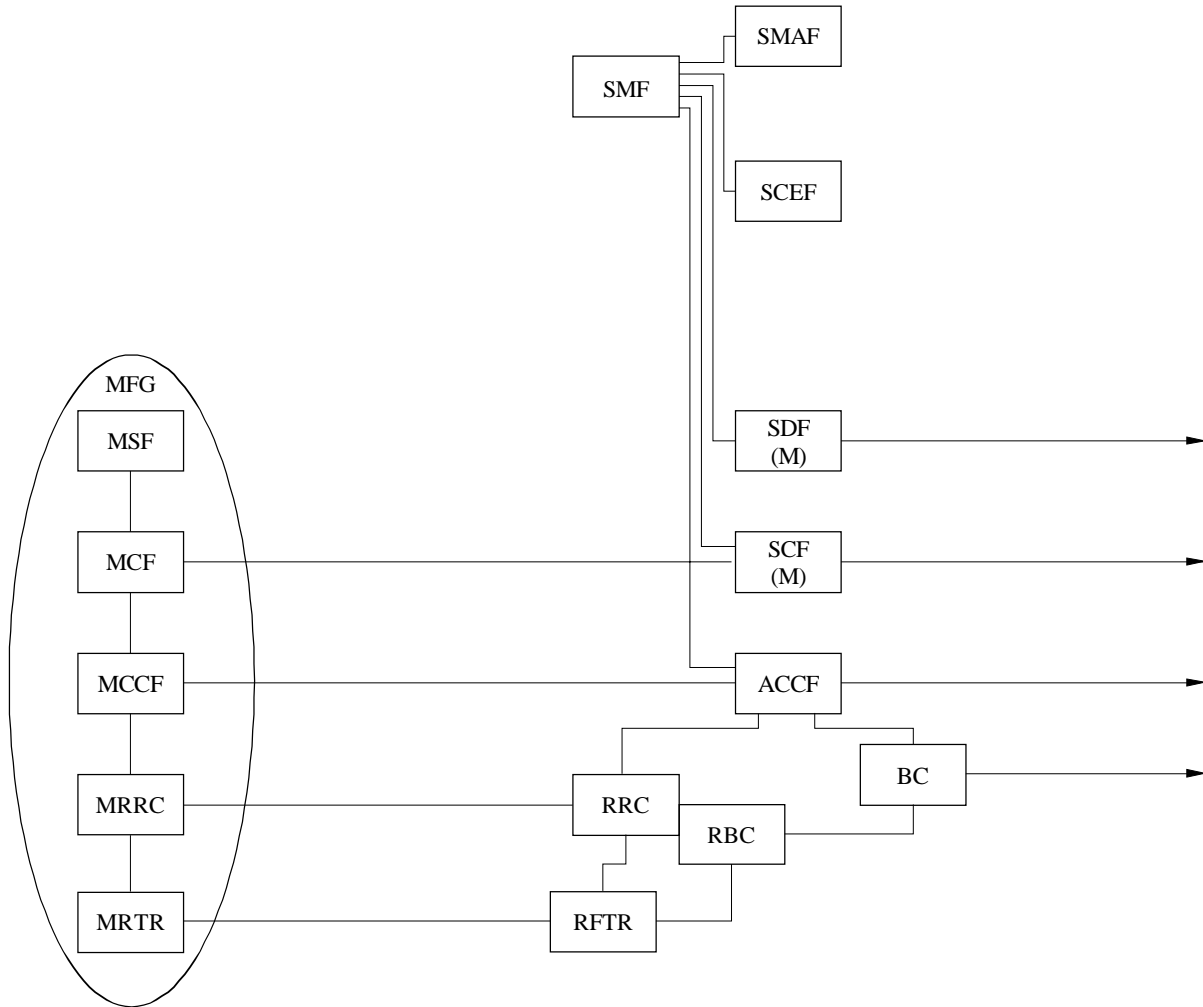 SMAF
SMF
SCEF
MFG
MSF
SDF
(M)
MCF
SCF
(M)
MCCF
ACCF
BC
MRRC
RRC
RBC
MRTR
RFTR